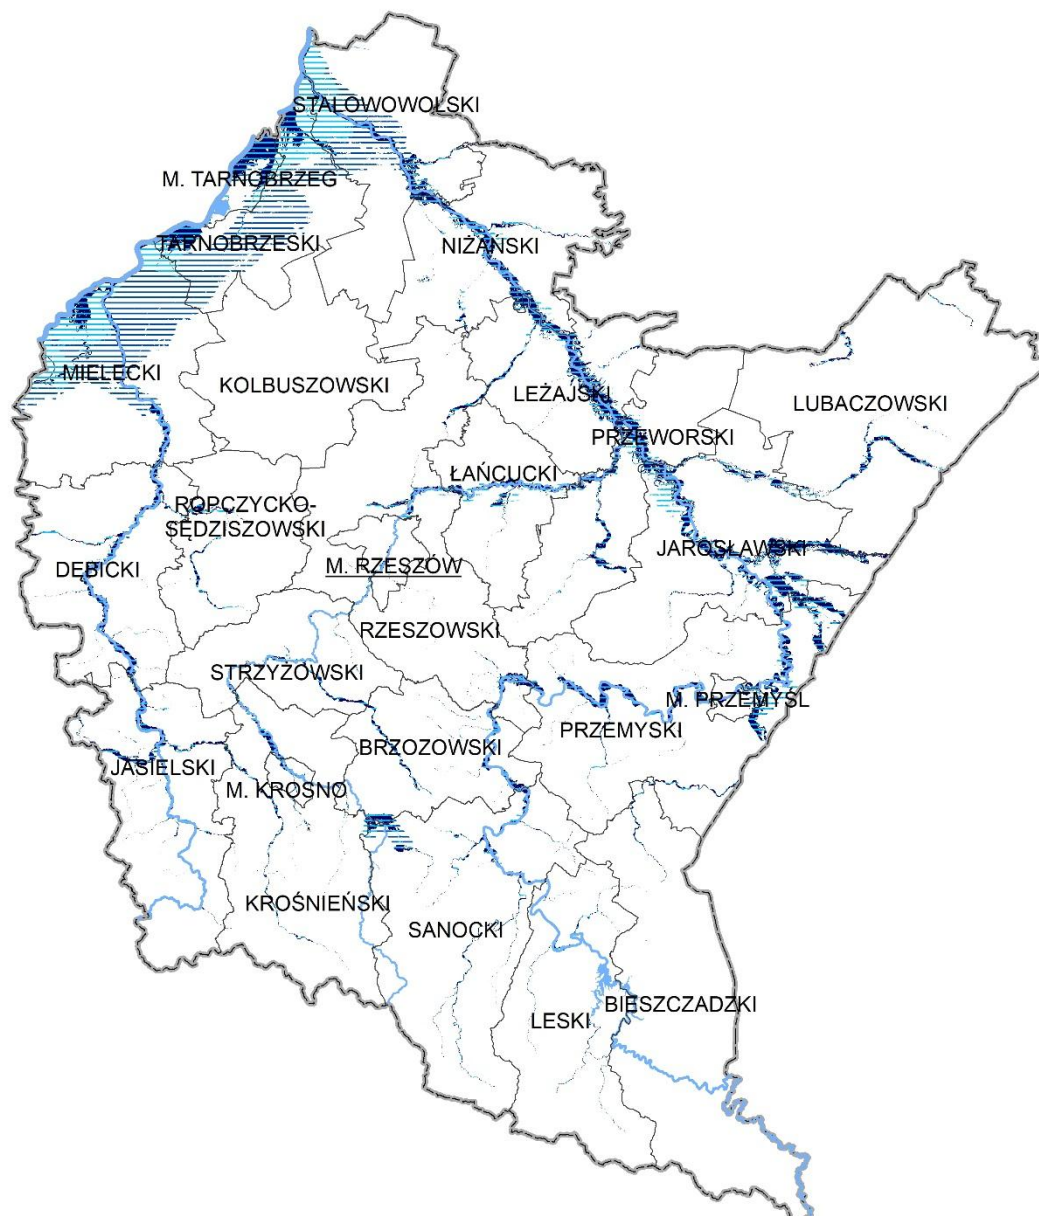 STALOWOWOLSKI
M. TARNOBRZEG
TARNOBRZESKI
NIŻAŃSKI
MIELECKI
KOLBUSZOWSKI
LEŻAJSKI
LUBACZOWSKI
PRZEWORSKI
ŁAŃCUCKI
ROPCZYCKO-
SĘDZISZOWSKI
JAROSŁAWSKI
DĘBICKI
M. RZESZÓW
RZESZOWSKI
STRZYŻOWSKI
M. PRZEMYŚL
PRZEMYSKI
BRZOZOWSKI
JASIELSKI
M. KROSNO
KROŚNIEŃSKI
SANOCKI
BIESZCZADZKI
LESKI